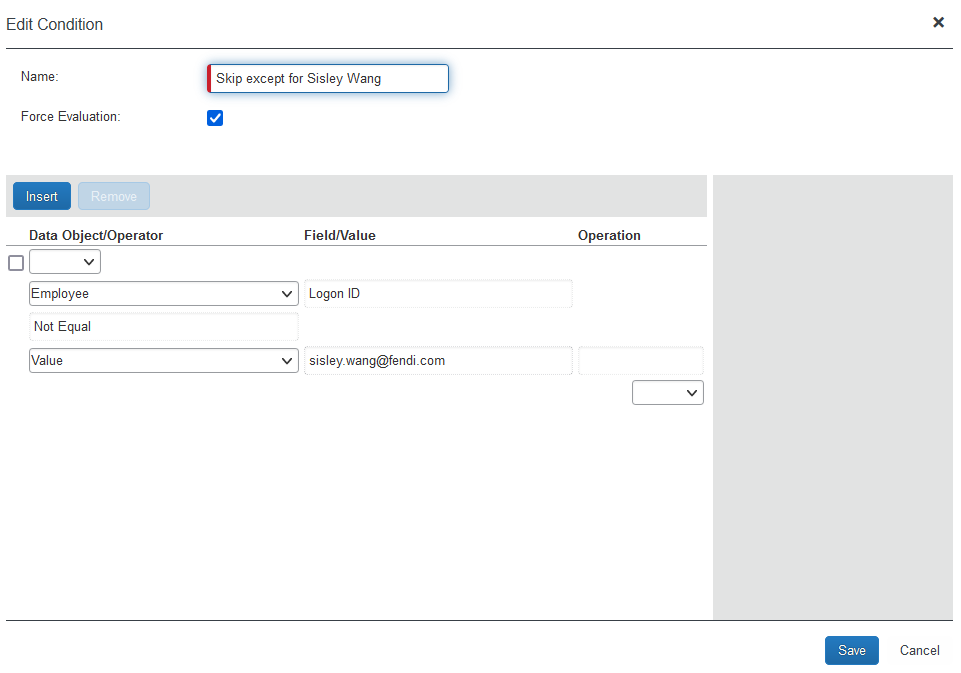 Edit Condition
Name:
Skip except for Sisley Wang
Force Evaluation:
Insert Remove
Data Object/Operator Field/Value Operation
Employee Logon ID
Not Equal
Value sisley.wang@fendi.com
Save Cancel